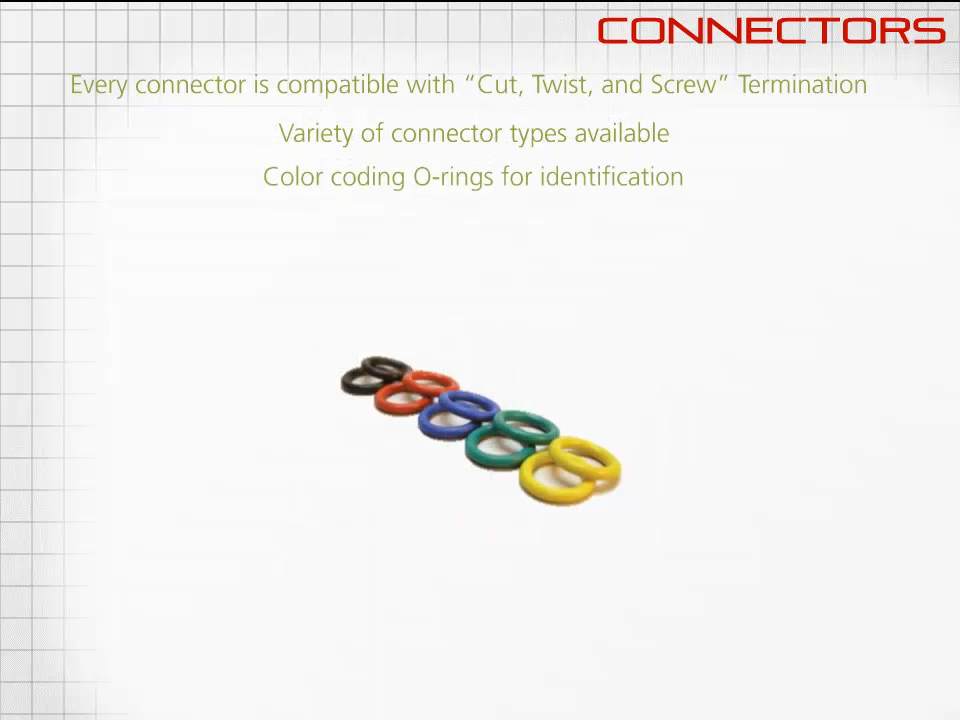 CONNECTORS
Every connector is compatible with “Cut, Twist, and Screw” Termination
Variety of connector types available
Color coding O-rings for identification